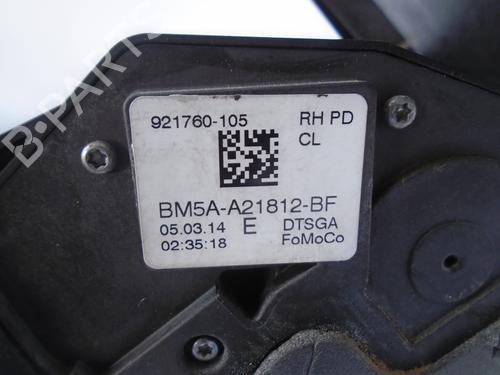 921760-105 RH PD
CL
BM5A-A21812-BF
05.03.14 E DTSGA
02:35:18 FoMoCo
B-PARTS